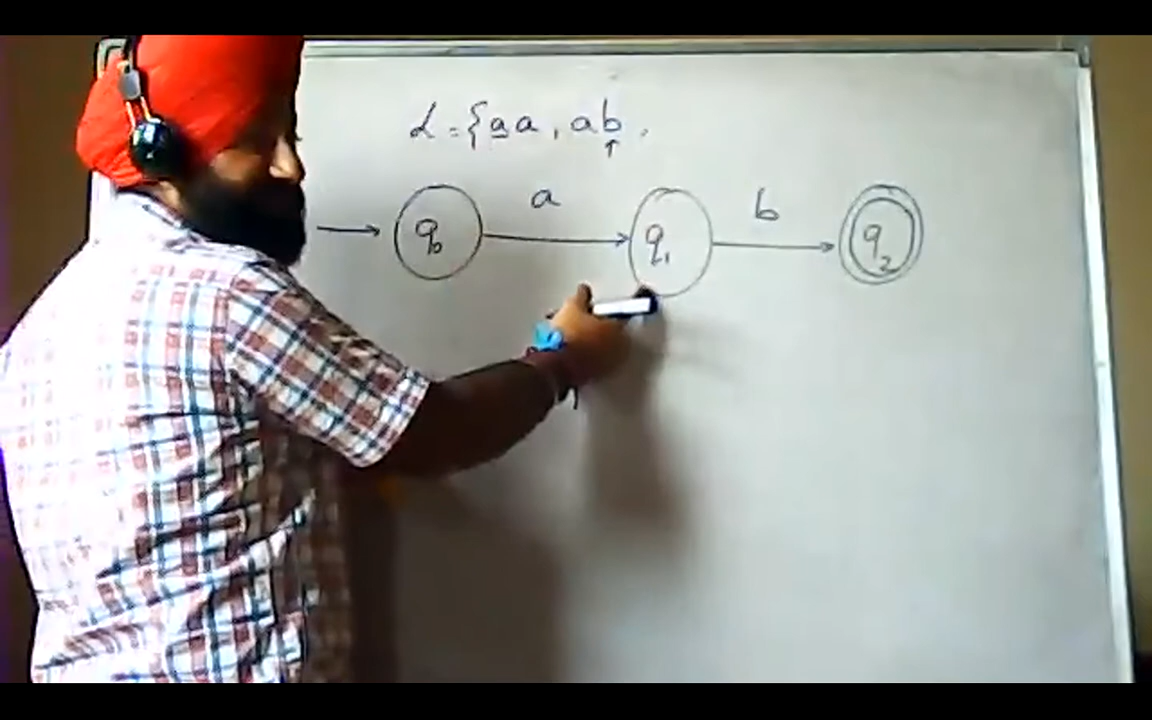 L = {aa, ab,
↑
a b
q0 q1 q2